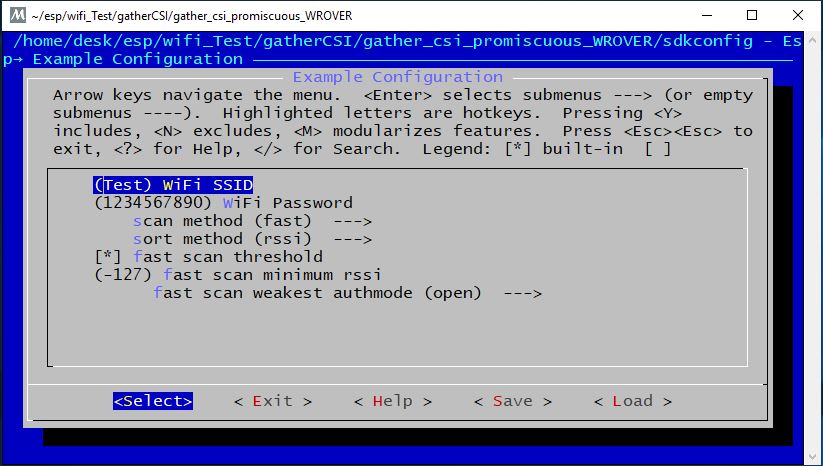 M ~/esp/wifi_Test/gatherCSI/gather_csi_promiscuous_WROVER
/home/desk/esp/wifi_Test/gatherCSI/gather_csi_promiscuous_WROVER/sdkconfig - Es
p→ Example Configuration
Example Configuration
Arrow keys navigate the menu.  <Enter> selects submenus ---> (or empty
submenus ----).  Highlighted letters are hotkeys.  Pressing <Y>
includes, <N> excludes, <M> modularizes features.  Press <Esc><Esc> to
exit, <?> for Help, </> for Search.  Legend: [*] built-in  [ ]
(Test) WiFi SSID
(1234567890) WiFi Password
scan method (fast)  --->
sort method (rssi)  --->
[*] fast scan threshold
(-127) fast scan minimum rssi
fast scan weakest authmode (open)  --->
<Select>    < Exit >    < Help >    < Save >    < Load >